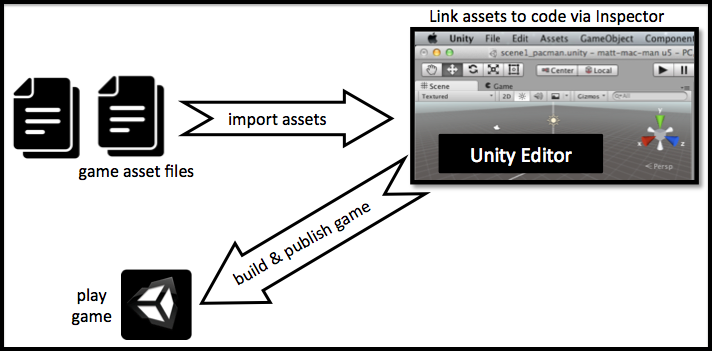 Link assets to code via Inspector
Unity File Edit Assets GameObject Component
scene1_pacman.unity - matt-mac-man u5 - PC,
Center Local
Scene Game
Textured 2D Gizmos All
y
x z
Persp
Unity Editor
import assets
game asset files
build & publish game
play
game